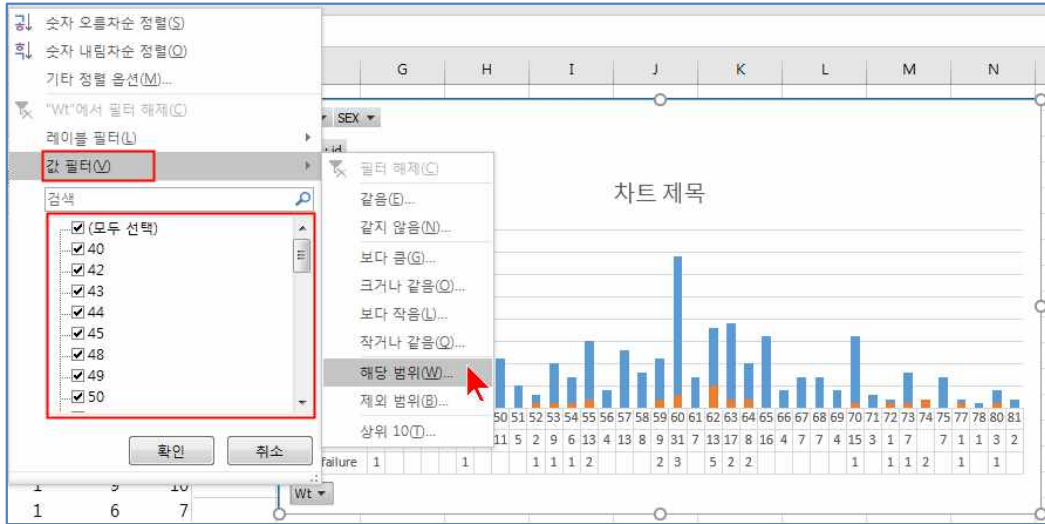 숫자 오름차순 정렬(S)
숫자 내림차순 정렬(O)
기타 정렬 옵션(M)...
"Wt"에서 필터 해제(C)
레이블 필터(L)
값 필터(V)
검색
(모두 선택)
40
42
43
44
45
48
49
50
확인
취소
필터 해제(C)
같음(E)...
같지 않음(N)...
보다 큼(G)...
크거나 같음(O)...
보다 작음(L)...
작거나 같음(Q)...
해당 범위(W)...
제외 범위(B)...
상위 10(T)...
G H I J K L M N
SEX
차트 제목
50 51 52 53 54 55 56 57 58 59 60 61 62 63 64 65 66 67 68 69 70 71 72 73 74 75 77 78 80 81
11 5 2 9 6 13 4 13 8 9 31 7 13 17 8 16 4 7 7 4 15 3 1 7 7 1 1 3 2
failure 1 1 1 1 1 2 2 3 5 2 2 1 1 1 2 1 1
Wt
1 6 7